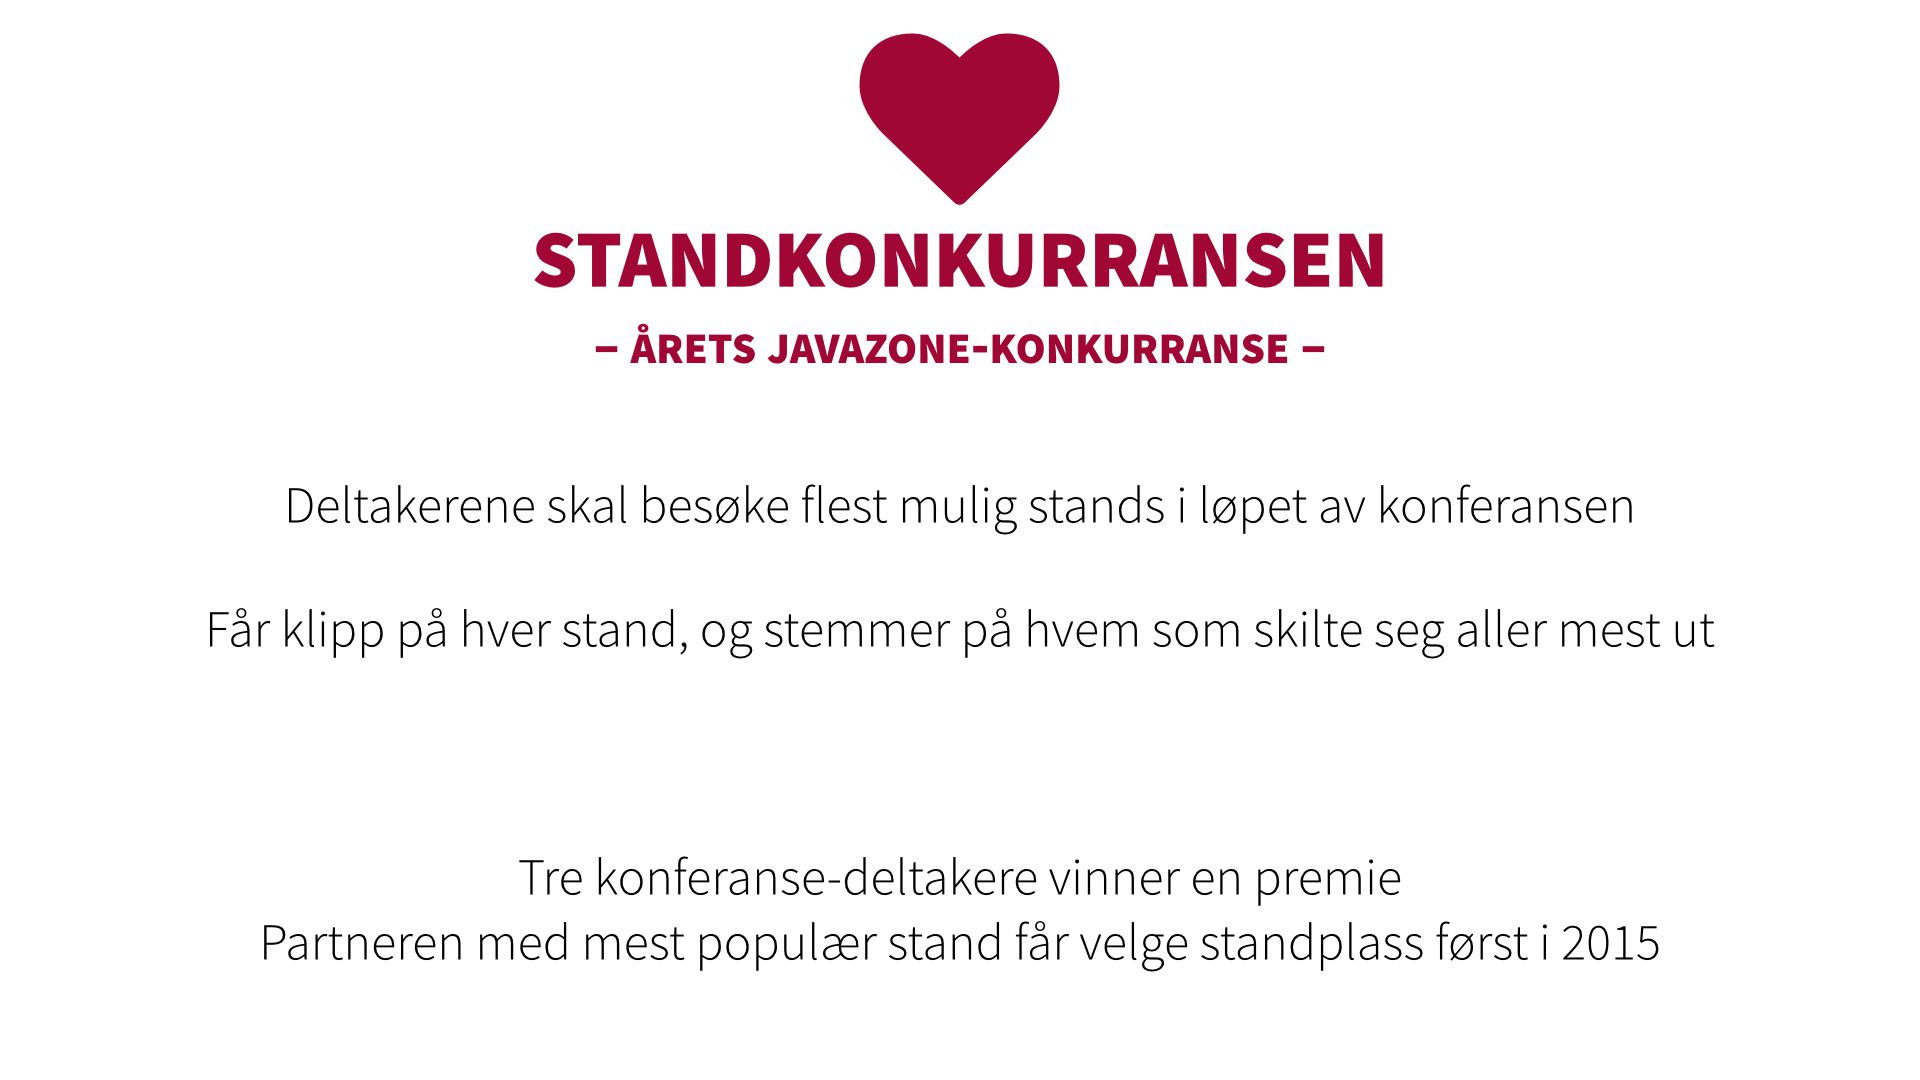 STANDKONKURRANSEN
– ÅRETS JAVAZONE-KONKURRANSE –
Deltakerene skal besøke flest mulig stands i løpet av konferansen
Får klipp på hver stand, og stemmer på hvem som skilte seg aller mest ut
Tre konferanse-deltakere vinner en premie
Partneren med mest populær stand får velge standplass først i 2015